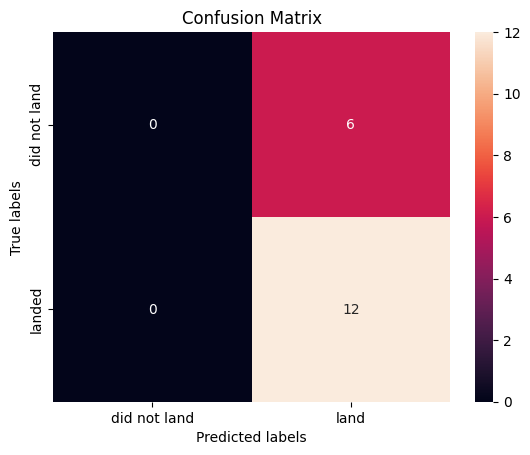 Confusion Matrix
True labels
did not land
landed
0
6
0
12
did not land
land
Predicted labels
12
10
8
6
4
2
0